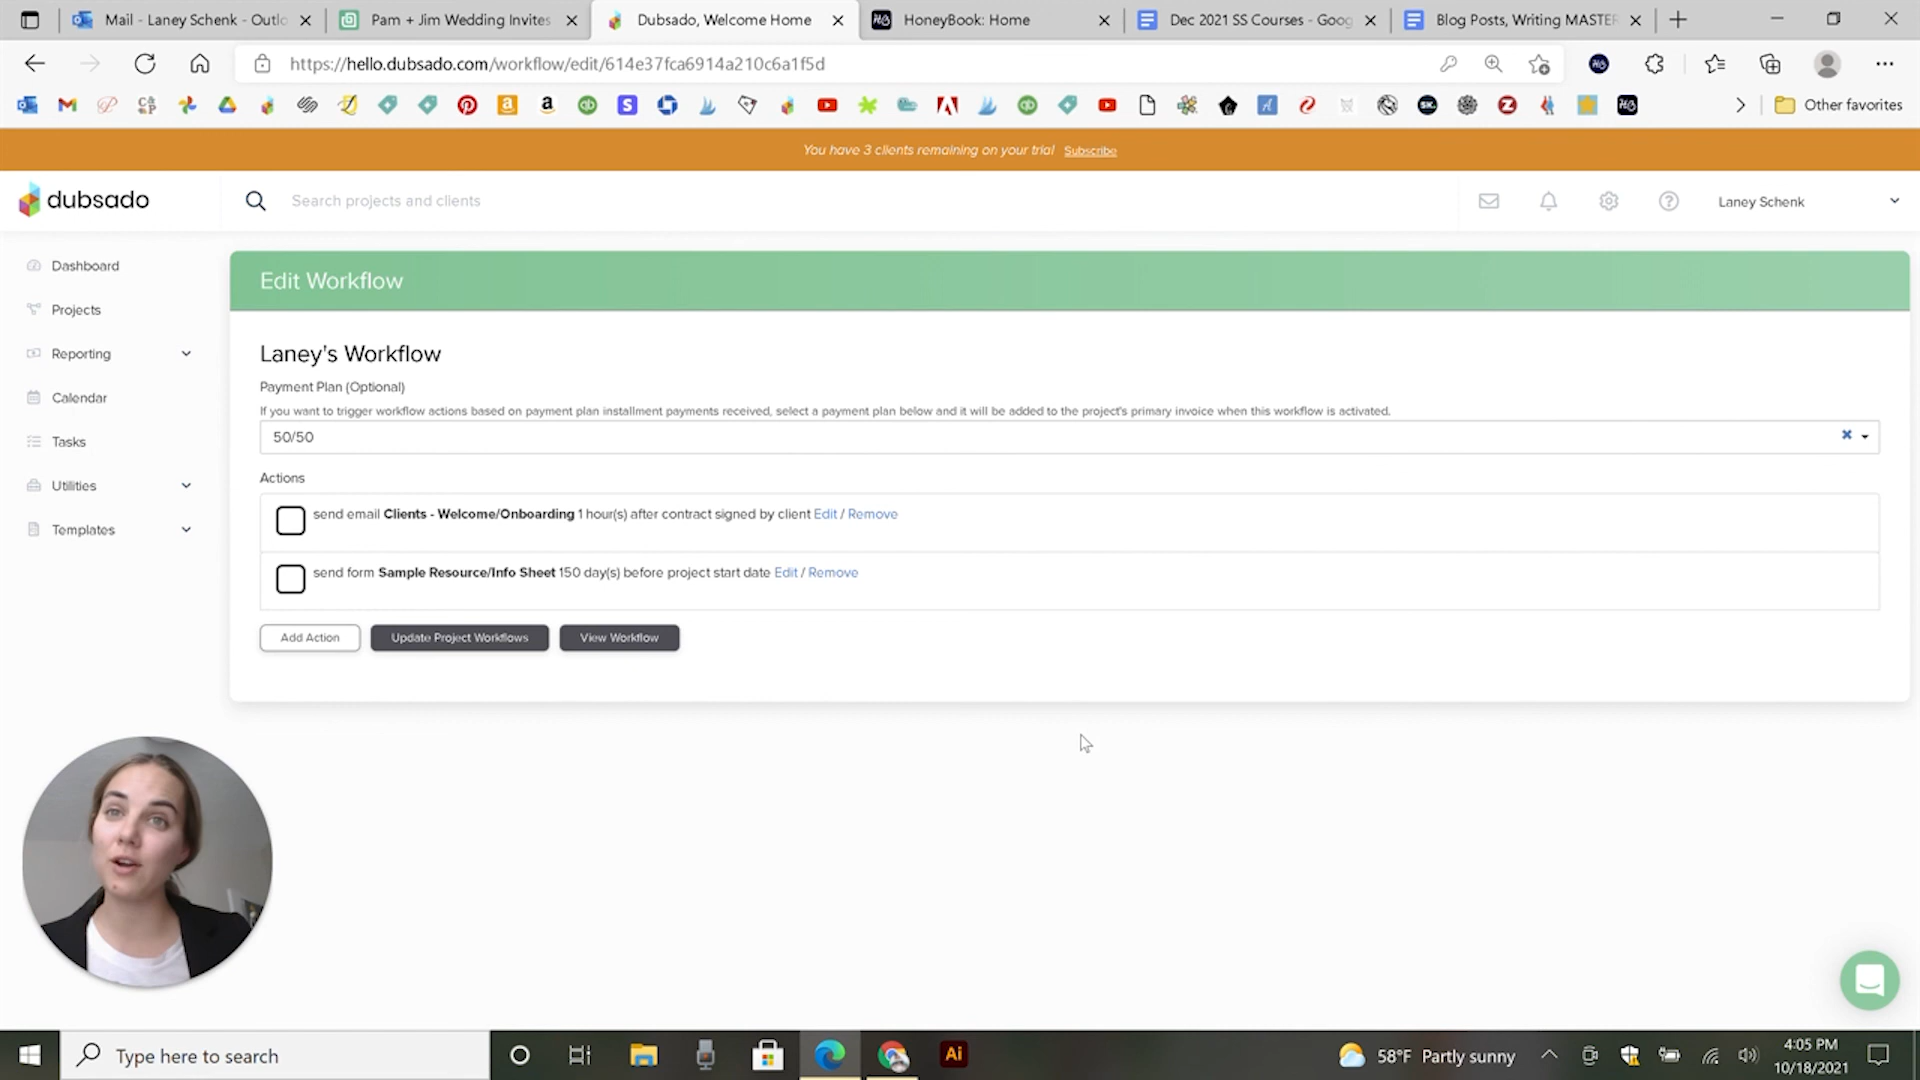 Mail - Laney Schenk - Outlo
Pam + Jim Wedding Invites
Dubsado, Welcome Home
HoneyBook: Home
Dec 2021 SS Courses - Goog
Blog Posts, Writing MASTER
https://hello.dubsado.com/workflow/edit/614e37fca6914a210c6a1f5d
Other favorites
You have 3 clients remaining on your trial Subscribe
dubsado
Search projects and clients
Laney Schenk
Dashboard
Projects
Reporting
Calendar
Tasks
Utilities
Templates
Edit Workflow
Laney's Workflow
Payment Plan (Optional)
If you want to trigger workflow actions based on payment plan installment payments received, select a payment plan below and it will be added to the project's primary invoice when this workflow is activated.
50/50
Actions
send email Clients - Welcome/Onboarding 1 hour(s) after contract signed by client Edit / Remove
send form Sample Resource/Info Sheet 150 day(s) before project start date Edit / Remove
Add Action
Update Project Workflows
View Workflow
Type here to search
Ai
58°F Partly sunny
4:05 PM
10/18/2021